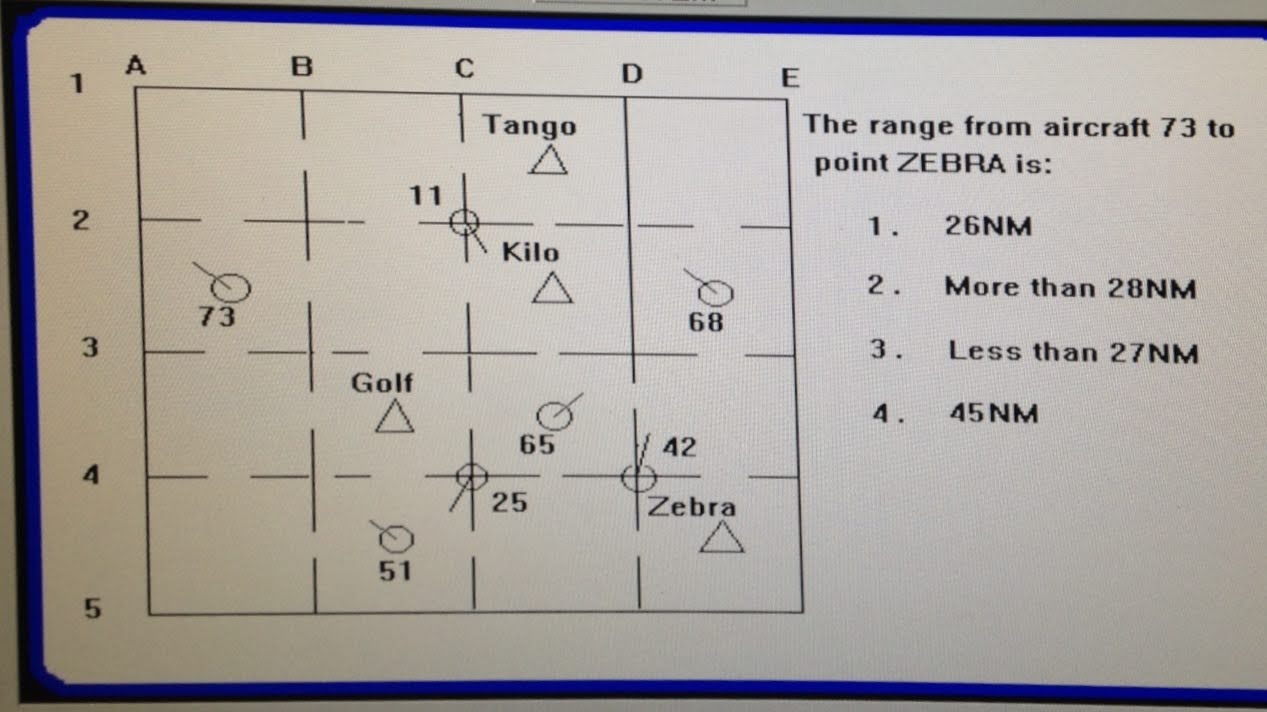 A B C D E
1
Tango
11
2
Kilo
73
68
3
Golf
65
42
4
25
Zebra
51
5
The range from aircraft 73 to
point ZEBRA is:
1. 26NM
2. More than 28NM
3. Less than 27NM
4. 45NM